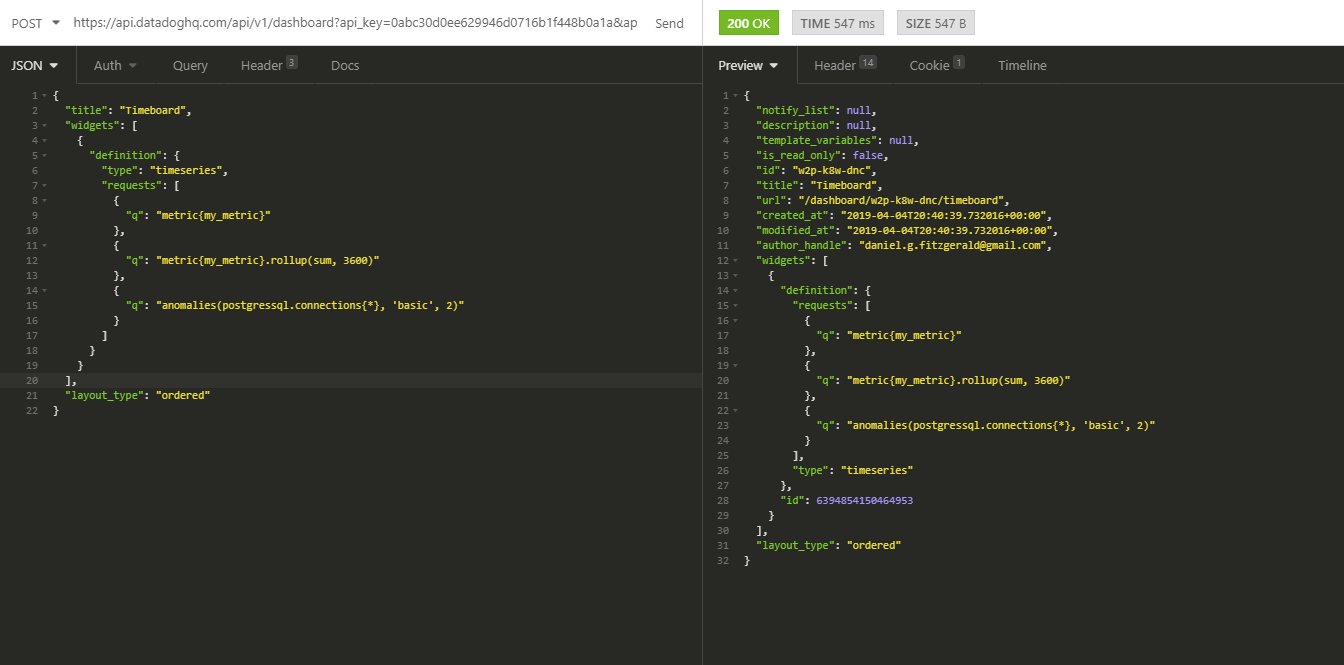 POST https://api.datadoghq.com/api/v1/dashboard?api_key=0abc30d0ee629946d0716b1f448b0a1a&ap Send
200 OK TIME 547 ms SIZE 547 B
JSON Auth Query Header 3 Docs
Preview Header 14 Cookie 1 Timeline
1 {
2 "title": "Timeboard",
3 "widgets": [
4 {
5 "definition": {
6 "type": "timeseries",
7 "requests": [
8 {
9 "q": "metric{my_metric}"
10 },
11 {
12 "q": "metric{my_metric}.rollup(sum, 3600)"
13 },
14 {
15 "q": "anomalies(postgressql.connections{*}, 'basic', 2)"
16 }
17 ]
18 }
19 }
20 ],
21 "layout_type": "ordered"
22 }
1 {
2 "notify_list": null,
3 "description": null,
4 "template_variables": null,
5 "is_read_only": false,
6 "id": "w2p-k8w-dnc",
7 "title": "Timeboard",
8 "url": "/dashboard/w2p-k8w-dnc/timeboard",
9 "created_at": "2019-04-04T20:40:39.732016+00:00",
10 "modified_at": "2019-04-04T20:40:39.732016+00:00",
11 "author_handle": "daniel.g.fitzgerald@gmail.com",
12 "widgets": [
13 {
14 "definition": {
15 "requests": [
16 {
17 "q": "metric{my_metric}"
18 },
19 {
20 "q": "metric{my_metric}.rollup(sum, 3600)"
21 },
22 {
23 "q": "anomalies(postgressql.connections{*}, 'basic', 2)"
24 }
25 ],
26 "type": "timeseries"
27 },
28 "id": 6394854150464953
29 }
30 ],
31 "layout_type": "ordered"
32 }